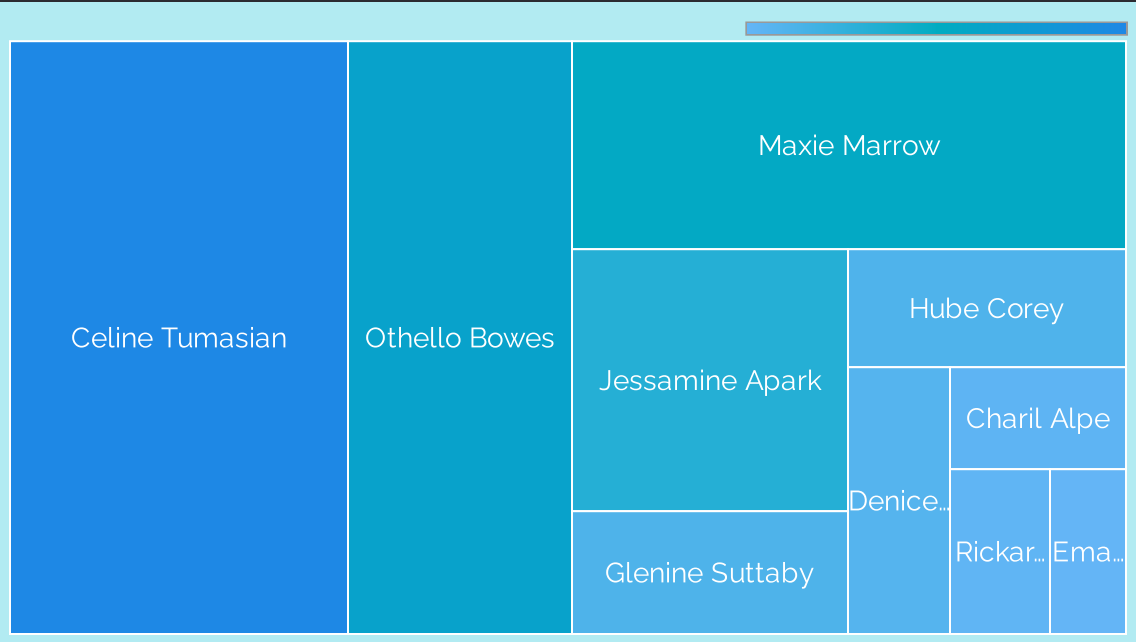 Maxie Marrow
Hube Corey
Celine Tumasian
Othello Bowes
Jessamine Apark
Charil Alpe
Denice...
Rickar...
Ema...
Glenine Suttaby